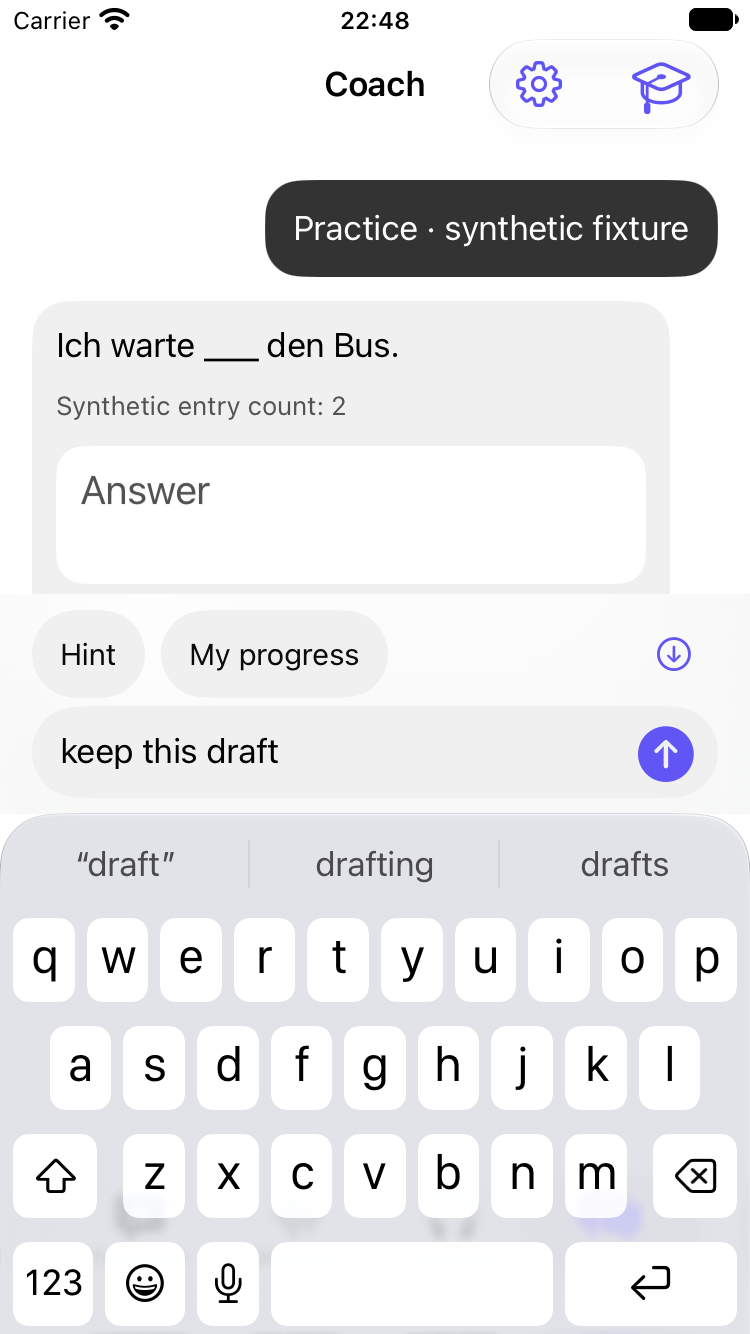 Carrier 22:48
Coach
Practice · synthetic fixture
Ich warte ___ den Bus.
Synthetic entry count: 2
Answer
Hint My progress
keep this draft
“draft” drafting drafts
q w e r t y u i o p
a s d f g h j k l
z x c v b n m
123